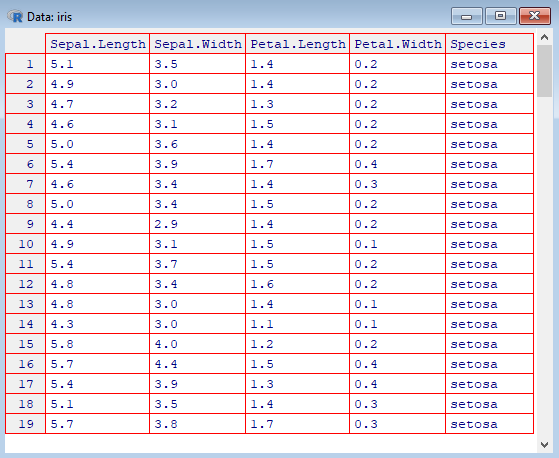 R Data: iris
Sepal.Length Sepal.Width Petal.Length Petal.Width Species
1 5.1 3.5 1.4 0.2 setosa
2 4.9 3.0 1.4 0.2 setosa
3 4.7 3.2 1.3 0.2 setosa
4 4.6 3.1 1.5 0.2 setosa
5 5.0 3.6 1.4 0.2 setosa
6 5.4 3.9 1.7 0.4 setosa
7 4.6 3.4 1.4 0.3 setosa
8 5.0 3.4 1.5 0.2 setosa
9 4.4 2.9 1.4 0.2 setosa
10 4.9 3.1 1.5 0.1 setosa
11 5.4 3.7 1.5 0.2 setosa
12 4.8 3.4 1.6 0.2 setosa
13 4.8 3.0 1.4 0.1 setosa
14 4.3 3.0 1.1 0.1 setosa
15 5.8 4.0 1.2 0.2 setosa
16 5.7 4.4 1.5 0.4 setosa
17 5.4 3.9 1.3 0.4 setosa
18 5.1 3.5 1.4 0.3 setosa
19 5.7 3.8 1.7 0.3 setosa